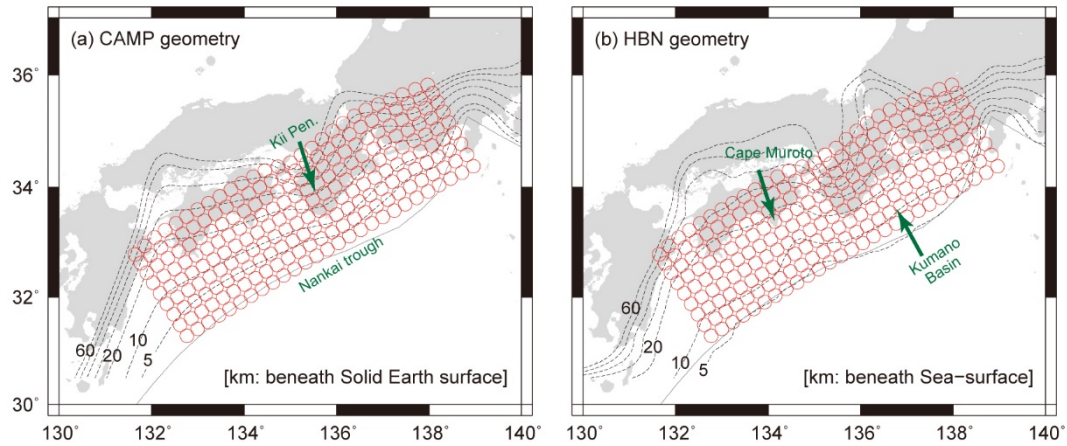 (a) CAMP geometry
36°
34°
32°
30°
Kii Pen.
Nankai trough
60
20
10
5
[km: beneath Solid Earth surface]
130
132
134
136
138
140
(b) HBN geometry
Cape Muroto
Kumano
Basin
60
20
10
5
[km: beneath Sea-surface]
130
132
134
136
138
140